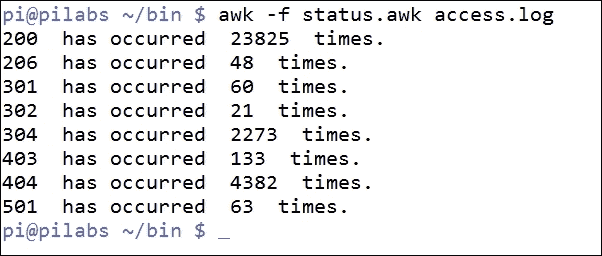 pi@pilabs ~/bin $ awk -f status.awk access.log
200  has occurred  23825  times.
206  has occurred  48  times.
301  has occurred  60  times.
302  has occurred  21  times.
304  has occurred  2273  times.
403  has occurred  133  times.
404  has occurred  4382  times.
501  has occurred  63  times.
pi@pilabs ~/bin $ _